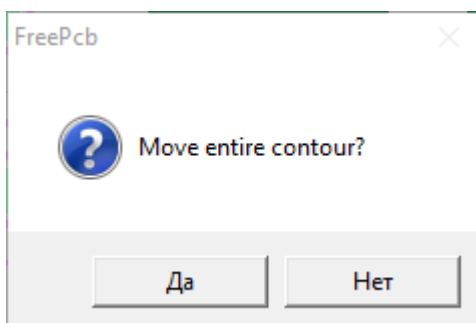 FreePcb
Move entire contour?
Да
Нет